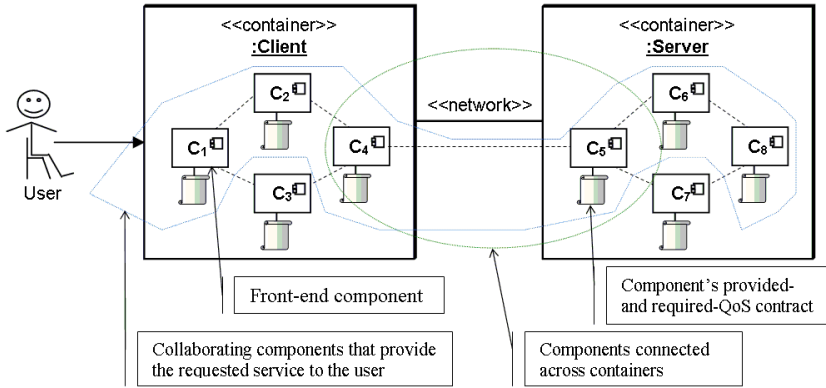 <<container>>
:Client
<<container>>
:Server
<<network>>
C2
C6
C1
C4
C5
C8
C3
C7
User
Front-end component
Component's provided-
and required-QoS contract
Collaborating components that provide
the requested service to the user
Components connected
across containers